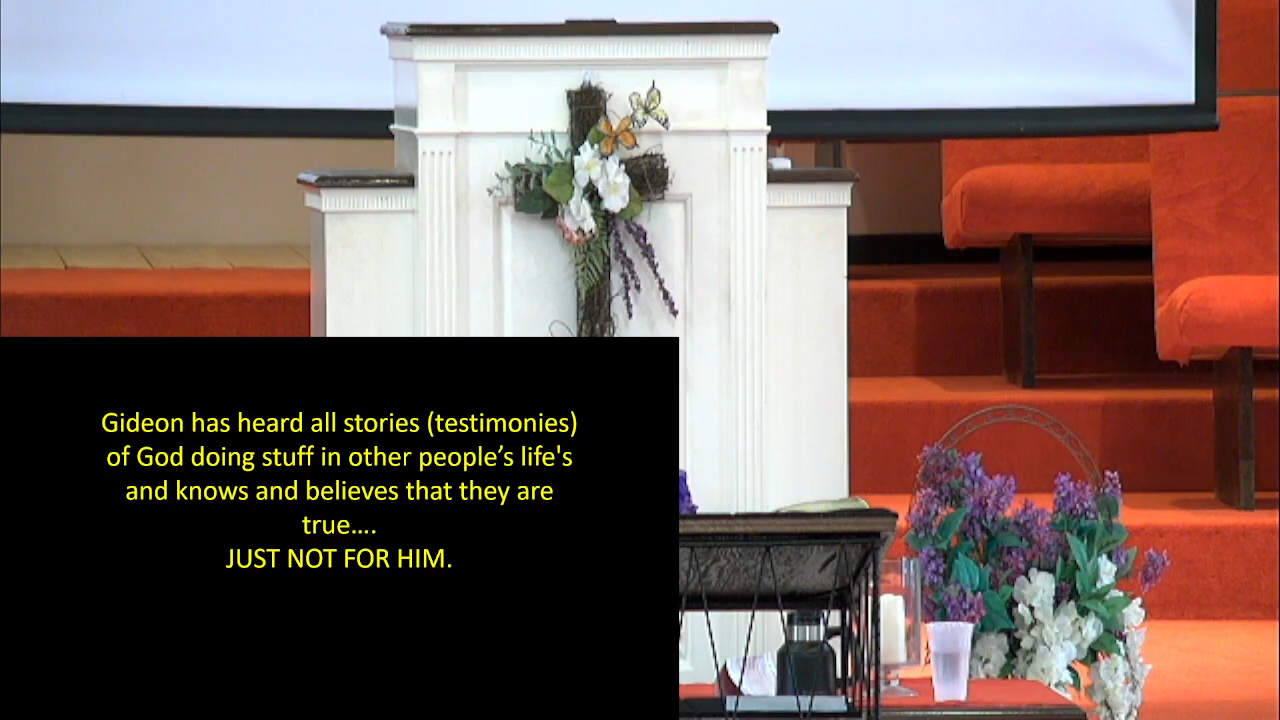 Gideon has heard all stories (testimonies)
of God doing stuff in other people’s life's
and knows and believes that they are
true….
JUST NOT FOR HIM.